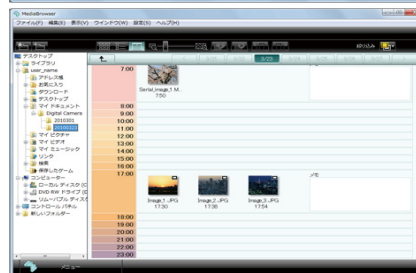 MediaBrowser
ファイル(F) 編集(E) 表示(V) ウインドウ(W) 設定(S) ヘルプ(H)
デスクトップ
ライブラリ
user_name
アドレス帳
お気に入り
ダウンロード
デスクトップ
マイ ドキュメント
Digital Camera
20100323
マイ ピクチャ
マイ ビデオ
マイ ミュージック
リンク
検索
保存したゲーム
コンピューター
ローカル ディスク (C
DVD RW ドライブ (D
リムーバブル ディスク
コントロール パネル
新しいフォルダー
3/23
7:00
Serial_image_1 M...
7:50
メモ
8:00
9:00
10:00
11:00
12:00
13:00
14:00
15:00
16:00
17:00
Image_1 .JPG
17:30
Image_2 .JPG
17:38
Image_3 .JPG
17:54
メモ
18:00
19:00
20:00
21:00
22:00
23:00
メニュー